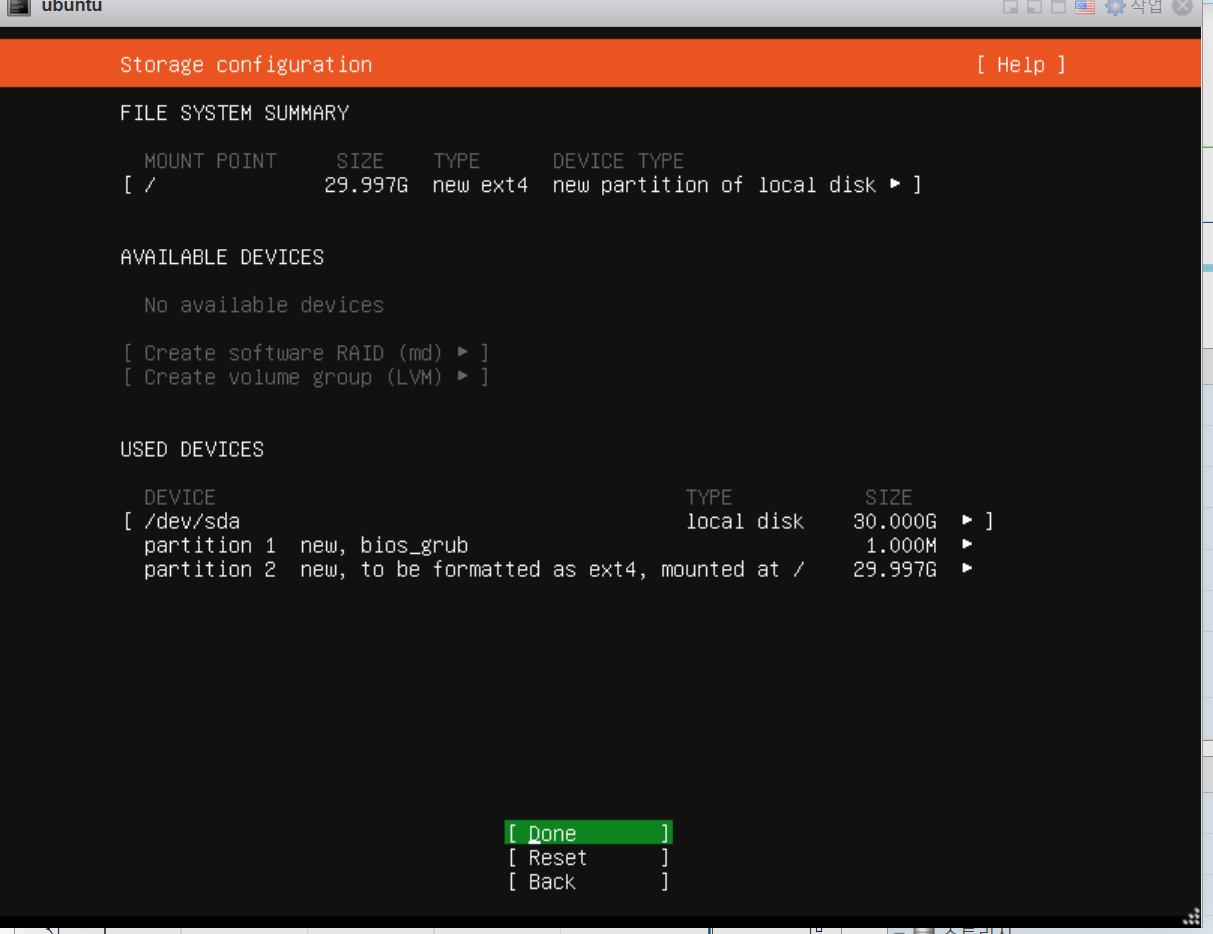 ubuntu 작업
Storage configuration [ Help ]
FILE SYSTEM SUMMARY
MOUNT POINT SIZE TYPE DEVICE TYPE
[ / 29.997G new ext4 new partition of local disk ▸ ]
AVAILABLE DEVICES
No available devices
[ Create software RAID (md) ▸ ]
[ Create volume group (LVM) ▸ ]
USED DEVICES
DEVICE TYPE SIZE
[ /dev/sda local disk 30.000G ▸ ]
partition 1 new, bios_grub 1.000M ▸
partition 2 new, to be formatted as ext4, mounted at / 29.997G ▸
[ Done ]
[ Reset ]
[ Back ]